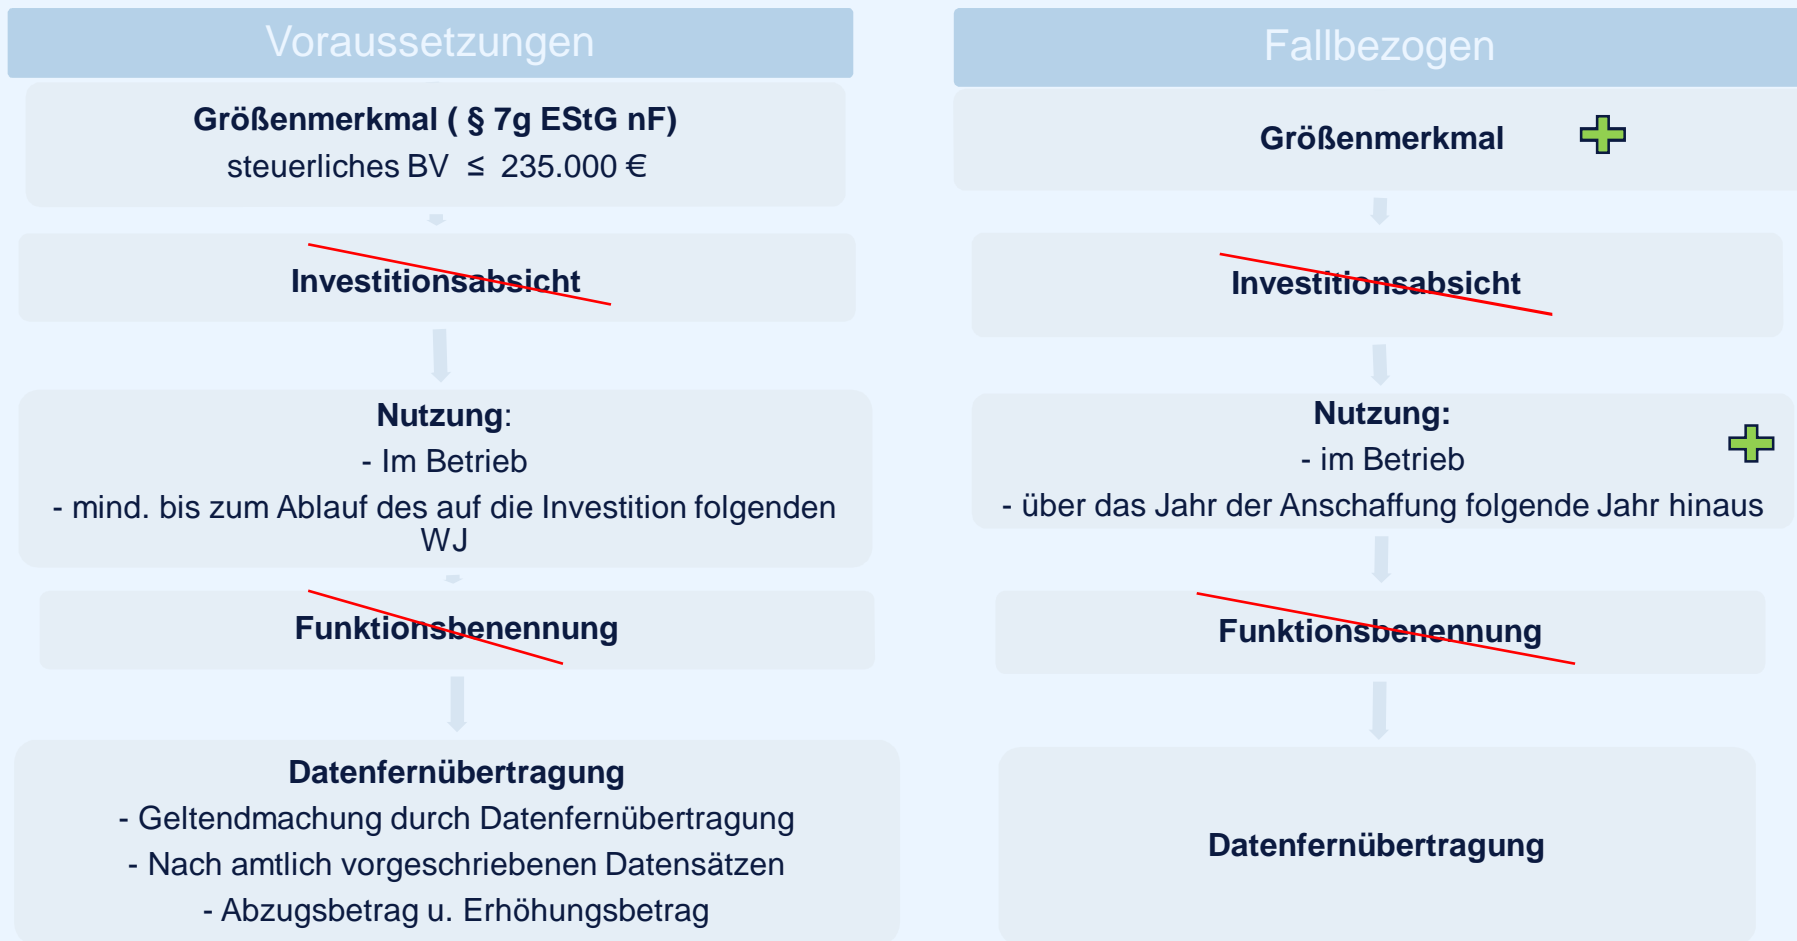 Voraussetzungen
Größenmerkmal ( § 7g EStG nF)
steuerliches BV ≤ 235.000 €
Investitionsabsicht
Nutzung:
- Im Betrieb
- mind. bis zum Ablauf des auf die Investition folgenden
WJ
Funktionsbenennung
Datenfernübertragung
- Geltendmachung durch Datenfernübertragung
- Nach amtlich vorgeschriebenen Datensätzen
- Abzugsbetrag u. Erhöhungsbetrag
Fallbezogen
Größenmerkmal
Investitionsabsicht
Nutzung:
- im Betrieb
- über das Jahr der Anschaffung folgende Jahr hinaus
Funktionsbenennung
Datenfernübertragung